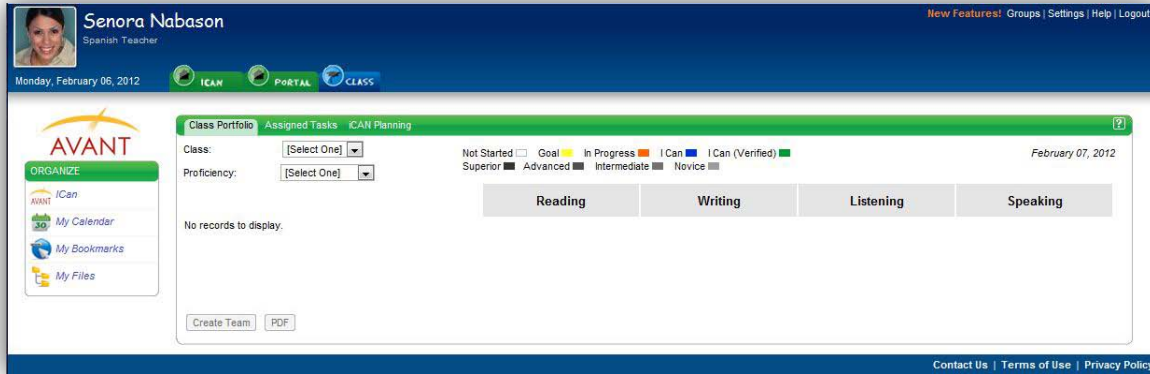 Senora Nabason
Spanish Teacher
New Features! Groups | Settings | Help | Logout
Monday, February 06, 2012
ICAN PORTAL CLASS
AVANT
ORGANIZE
AVANT ICan
30 My Calendar
My Bookmarks
My Files
Class Portfolio Assigned Tasks iCAN Planning ?
Class: [Select One]
Proficiency: [Select One]
Not Started Goal In Progress I Can I Can (Verified)
Superior Advanced Intermediate Novice
February 07, 2012
Reading Writing Listening Speaking
No records to display.
Create Team PDF
Contact Us | Terms of Use | Privacy Policy